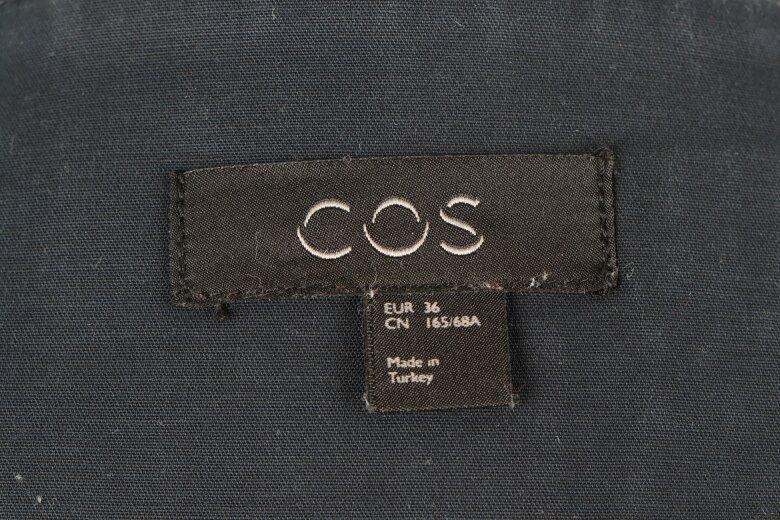 COS
EUR 36
CN 165/68A
Made in
Turkey